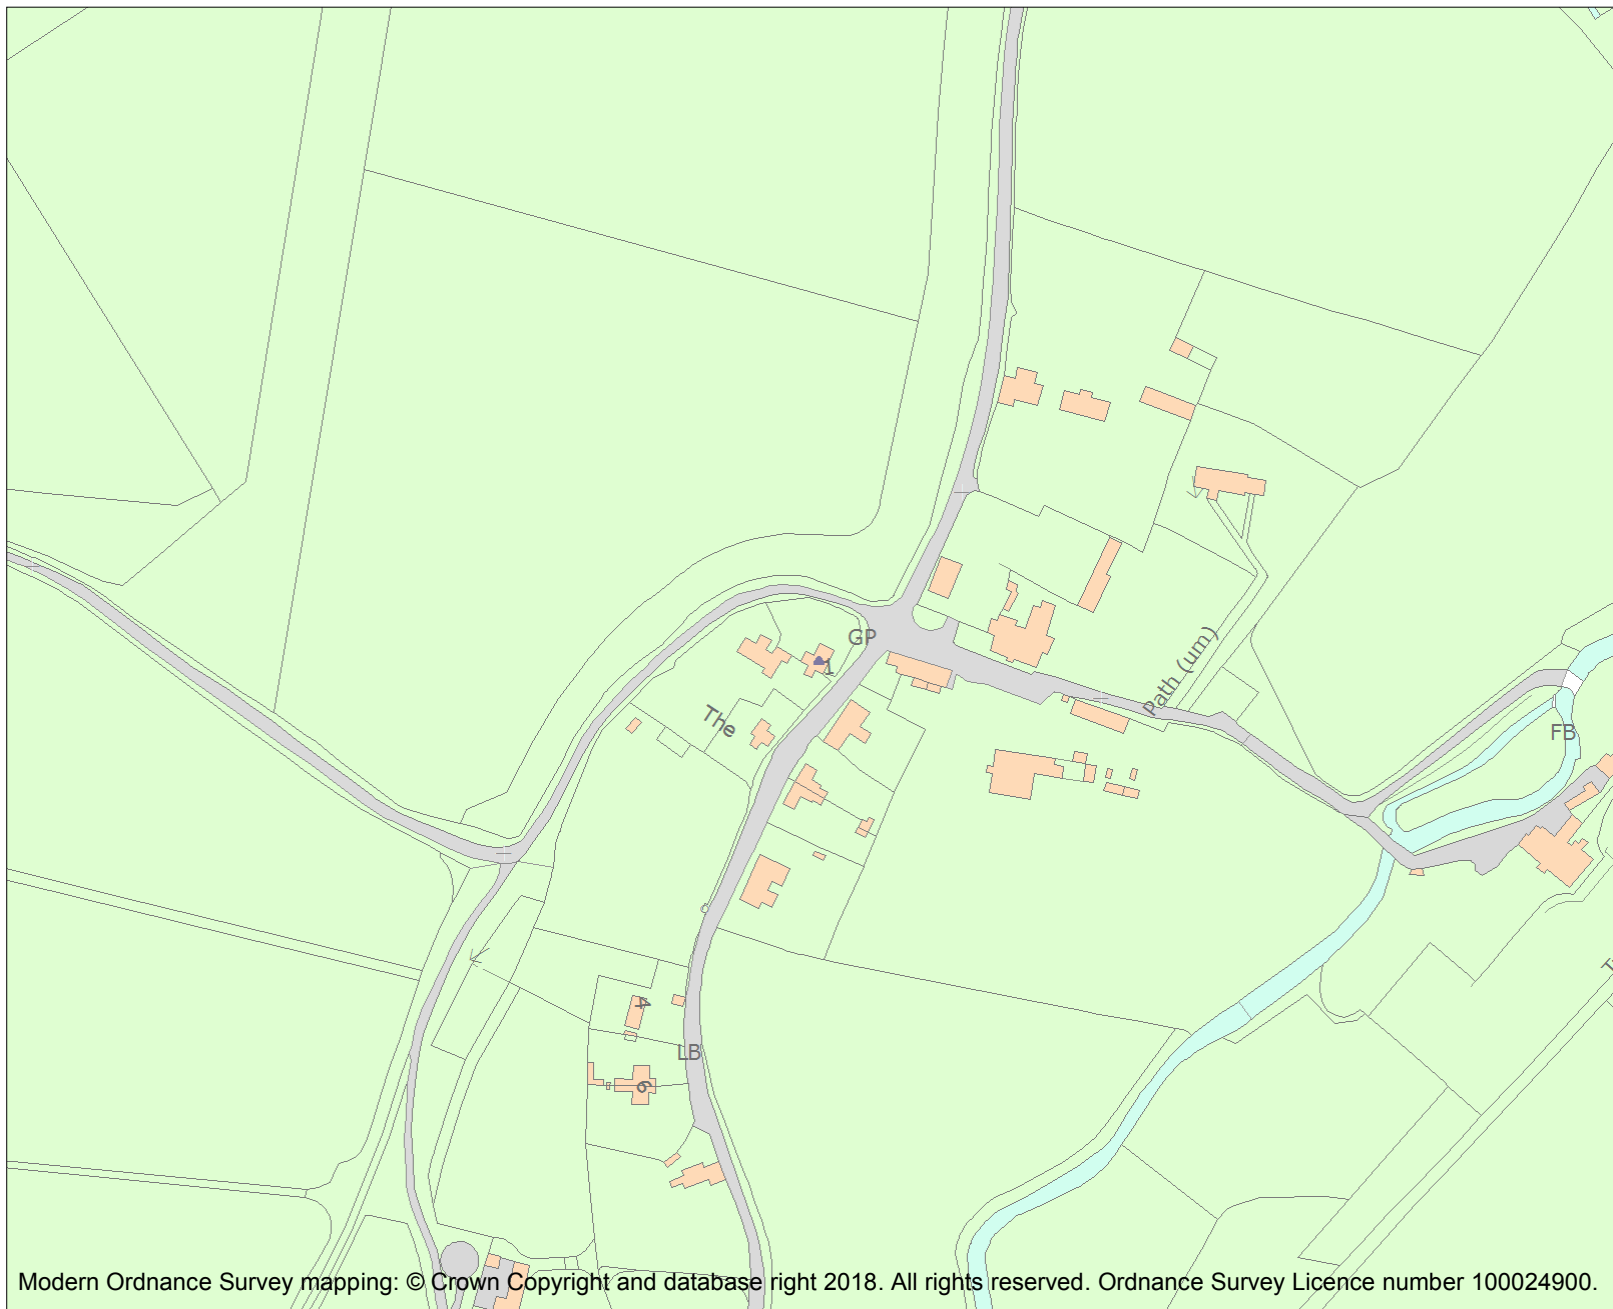 GP
1
Path (um)
The
FB
4
LB
6
Modern Ordnance Survey mapping: © Crown Copyright and database right 2018. All rights reserved. Ordnance Survey Licence number 100024900.